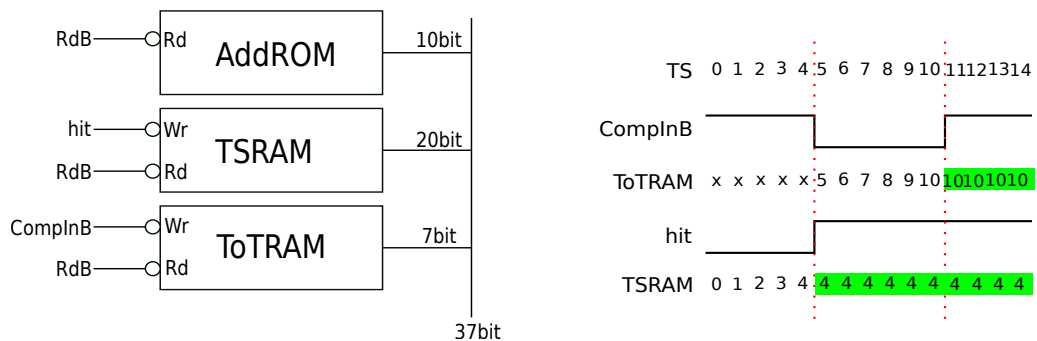 RdB Rd AddROM 10bit
hit Wr TSRAM 20bit
RdB Rd
CompInB Wr ToTRAM 7bit
RdB Rd
37bit
TS 0 1 2 3 4 5 6 7 8 9 10 11 12 13 14
CompInB
ToTRAM x x x x x 5 6 7 8 9 10 10 10 10 10
hit
TSRAM 0 1 2 3 4 4 4 4 4 4 4 4 4 4 4